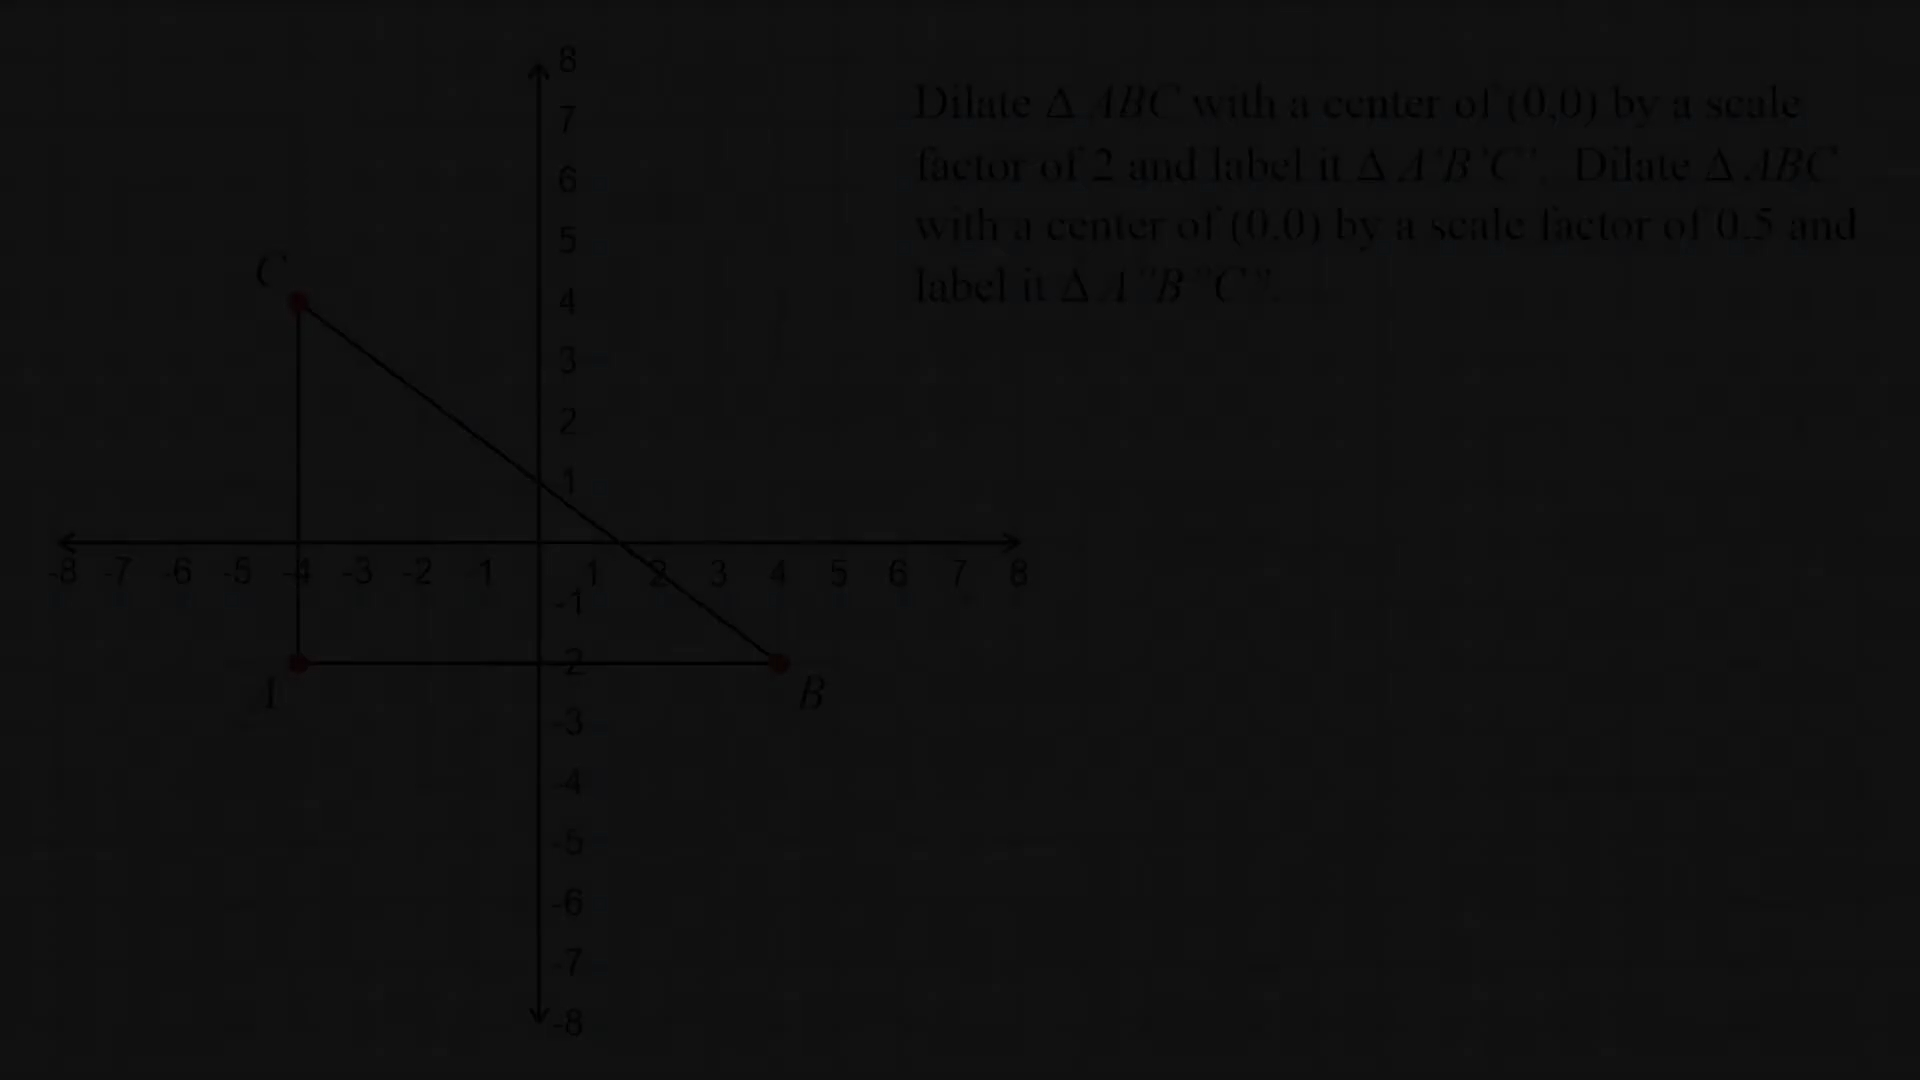 Dilate Δ ABC with a center of (0,0) by a scale
factor of 2 and label it Δ A'B'C'. Dilate Δ ABC
with a center of (0,0) by a scale factor of 0.5 and
label it Δ A"B"C".
8
7
6
5
C
4
3
2
1
-8 -7 -6 -5 -4 -3 -2 -1 1 2 3 4 5 6 7 8
-1
-2
A B
-3
-4
-5
-6
-7
-8